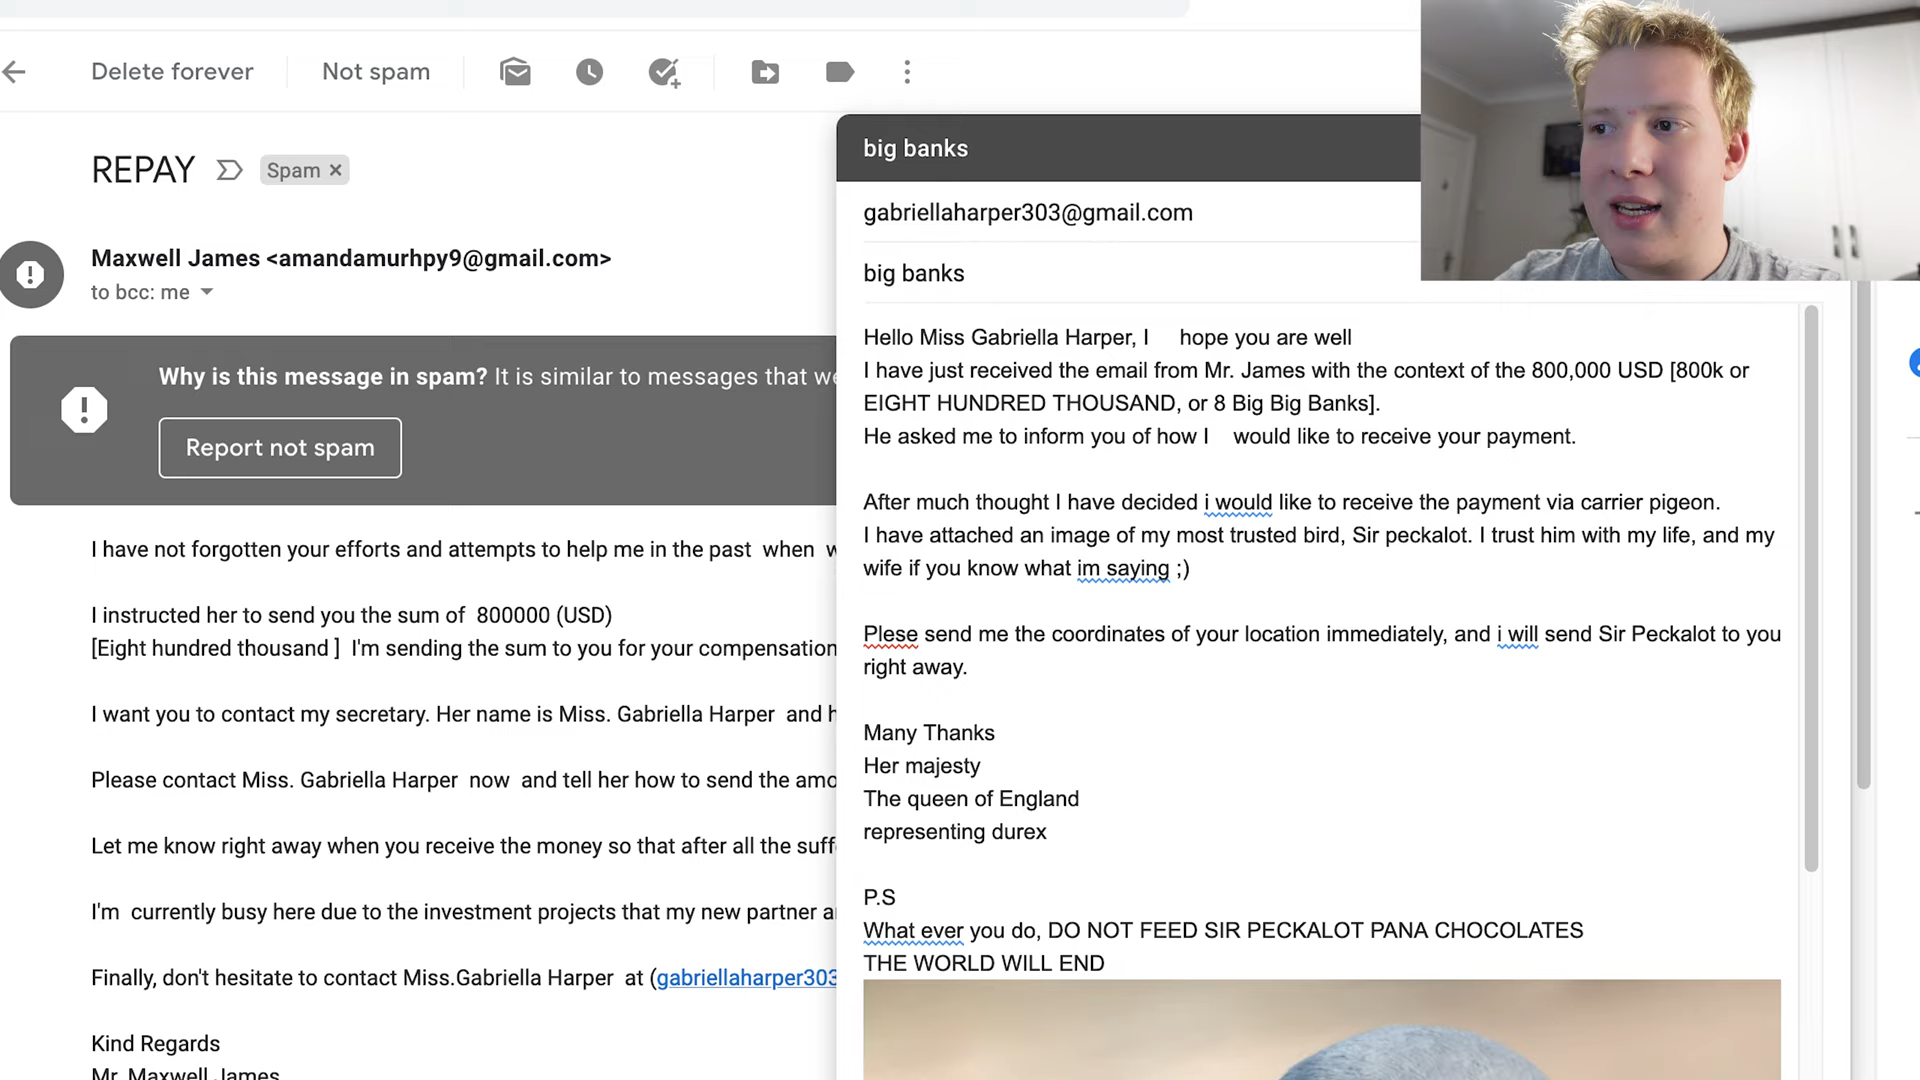 Delete forever
Not spam
REPAY
Spam
Maxwell James <amandamurhpy9@gmail.com>
to bcc: me
Why is this message in spam? It is similar to messages that
Report not spam
I have not forgotten your efforts and attempts to help me in the past  when
I instructed her to send you the sum of  800000 (USD)
[Eight hundred thousand ]  I'm sending the sum to you for your compensation
I want you to contact my secretary. Her name is Miss. Gabriella Harper  and
Please contact Miss. Gabriella Harper  now  and tell her how to send the
Let me know right away when you receive the money so that after all the
I'm  currently busy here due to the investment projects that my new partner
Finally, don't hesitate to contact Miss.Gabriella Harper  at (gabriellaharper303
Kind Regards
Mr. Maxwell James
big banks
gabriellaharper303@gmail.com
big banks
Hello Miss Gabriella Harper, I    hope you are well
I have just received the email from Mr. James with the context of the 800,000 USD [800k or
EIGHT HUNDRED THOUSAND, or 8 Big Big Banks].
He asked me to inform you of how I    would like to receive your payment.
After much thought I have decided i would like to receive the payment via carrier pigeon.
I have attached an image of my most trusted bird, Sir peckalot. I trust him with my life, and my
wife if you know what im saying ;)
Plese send me the coordinates of your location immediately, and i will send Sir Peckalot to you
right away.
Many Thanks
Her majesty
The queen of England
representing durex
P.S
What ever you do, DO NOT FEED SIR PECKALOT PANA CHOCOLATES
THE WORLD WILL END